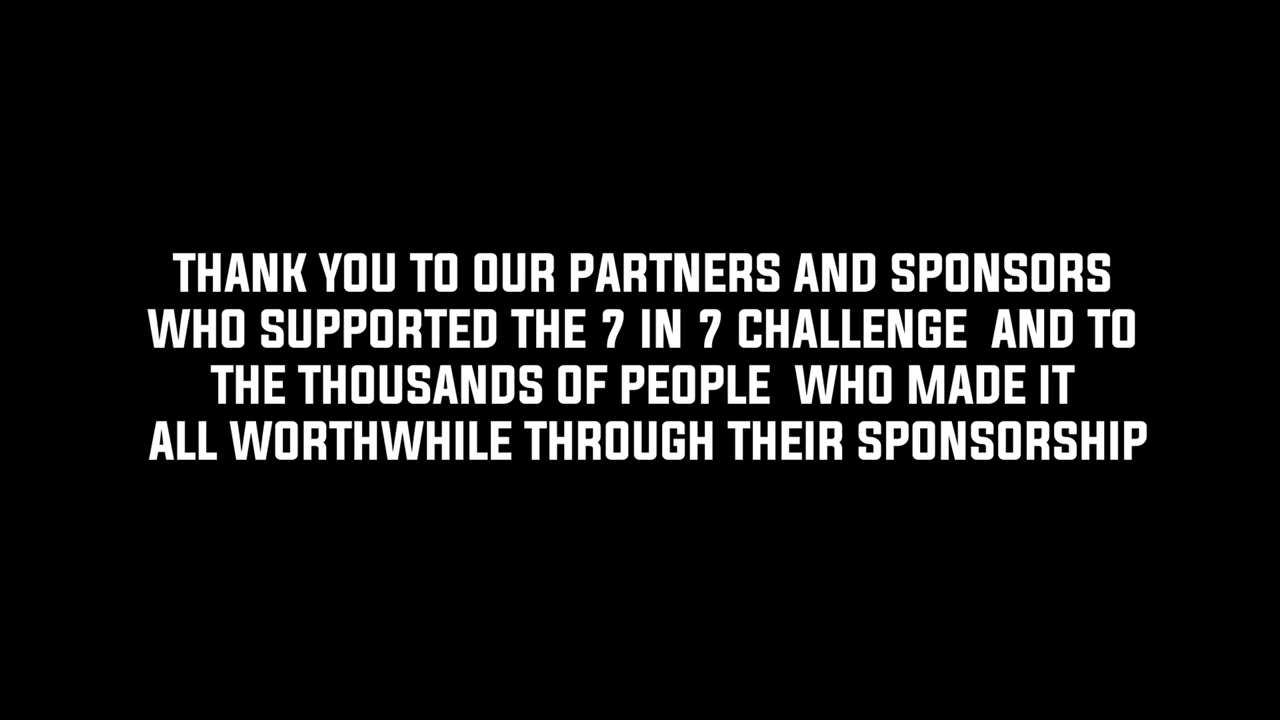 THANK YOU TO OUR PARTNERS AND SPONSORS
WHO SUPPORTED THE 7 IN 7 CHALLENGE  AND TO
THE THOUSANDS OF PEOPLE  WHO MADE IT
ALL WORTHWHILE THROUGH THEIR SPONSORSHIP